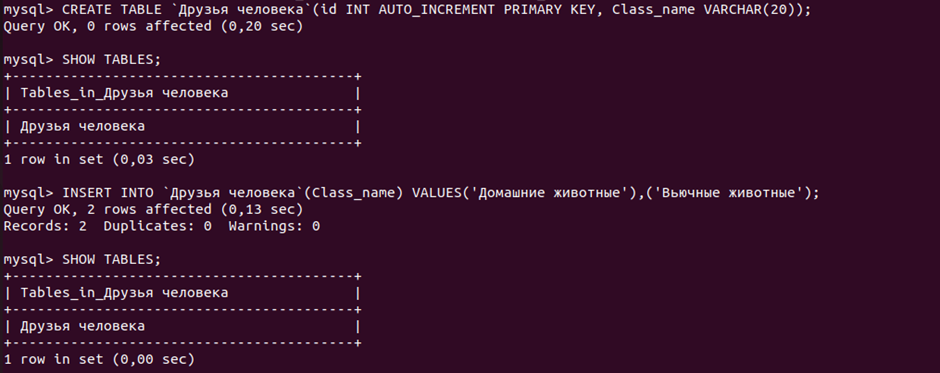 mysql> CREATE TABLE `Друзья человека`(id INT AUTO_INCREMENT PRIMARY KEY, Class_name VARCHAR(20));
Query OK, 0 rows affected (0,20 sec)
mysql> SHOW TABLES;
+-----------------------------------------+
| Tables_in_Друзья человека               |
+-----------------------------------------+
| Друзья человека                         |
+-----------------------------------------+
1 row in set (0,03 sec)
mysql> INSERT INTO `Друзья человека`(Class_name) VALUES('Домашние животные'),('Вьючные животные');
Query OK, 2 rows affected (0,13 sec)
Records: 2  Duplicates: 0  Warnings: 0
mysql> SHOW TABLES;
+-----------------------------------------+
| Tables_in_Друзья человека               |
+-----------------------------------------+
| Друзья человека                         |
+-----------------------------------------+
1 row in set (0,00 sec)